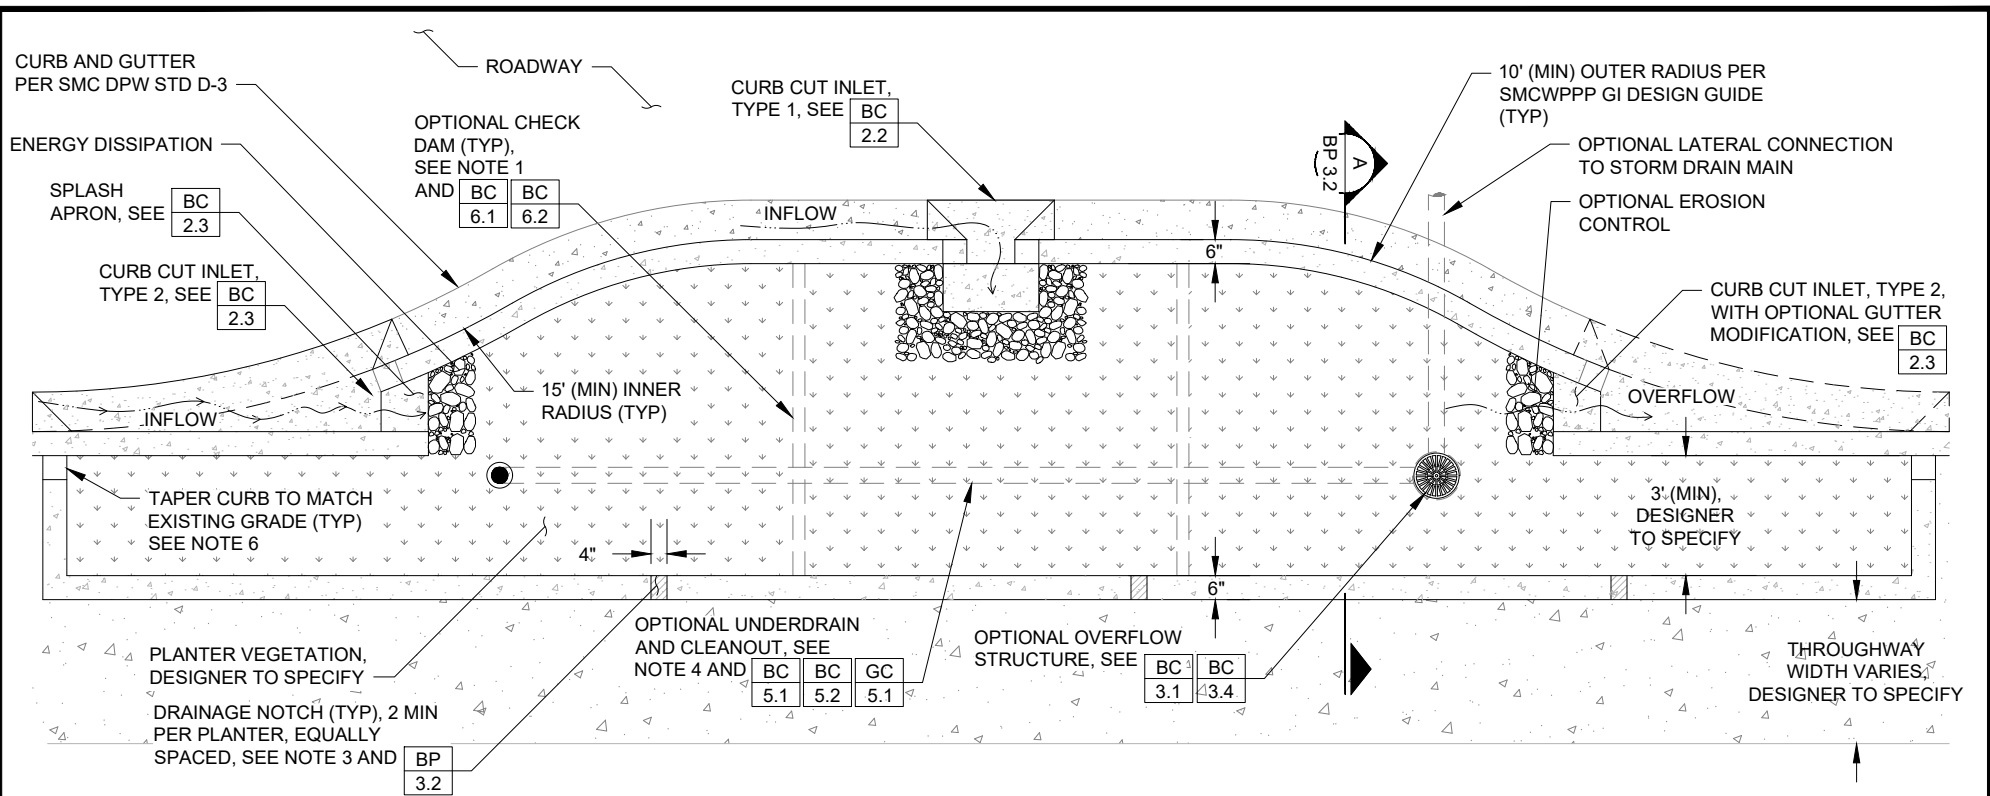 CURB AND GUTTER
PER SMC DPW STD D-3
ROADWAY
ENERGY DISSIPATION
SPLASH
APRON, SEE BC
2.3
CURB CUT INLET,
TYPE 2, SEE BC
2.3
OPTIONAL CHECK
DAM (TYP),
SEE NOTE 1
AND BC BC
6.1 6.2
CURB CUT INLET,
TYPE 1, SEE BC
2.2
INFLOW
6"
A
BP 3.2
10' (MIN) OUTER RADIUS PER
SMCWPPP GI DESIGN GUIDE
(TYP)
OPTIONAL LATERAL CONNECTION
TO STORM DRAIN MAIN
OPTIONAL EROSION
CONTROL
CURB CUT INLET, TYPE 2,
WITH OPTIONAL GUTTER
MODIFICATION, SEE BC
2.3
INFLOW
15' (MIN) INNER
RADIUS (TYP)
OVERFLOW
TAPER CURB TO MATCH
EXISTING GRADE (TYP)
SEE NOTE 6
4"
3' (MIN),
DESIGNER
TO SPECIFY
6"
PLANTER VEGETATION,
DESIGNER TO SPECIFY
DRAINAGE NOTCH (TYP), 2 MIN
PER PLANTER, EQUALLY
SPACED, SEE NOTE 3 AND BP
3.2
OPTIONAL UNDERDRAIN
AND CLEANOUT, SEE
NOTE 4 AND BC BC GC
5.1 5.2 5.1
OPTIONAL OVERFLOW
STRUCTURE, SEE BC BC
3.1 3.4
THROUGHWAY
WIDTH VARIES,
DESIGNER TO SPECIFY